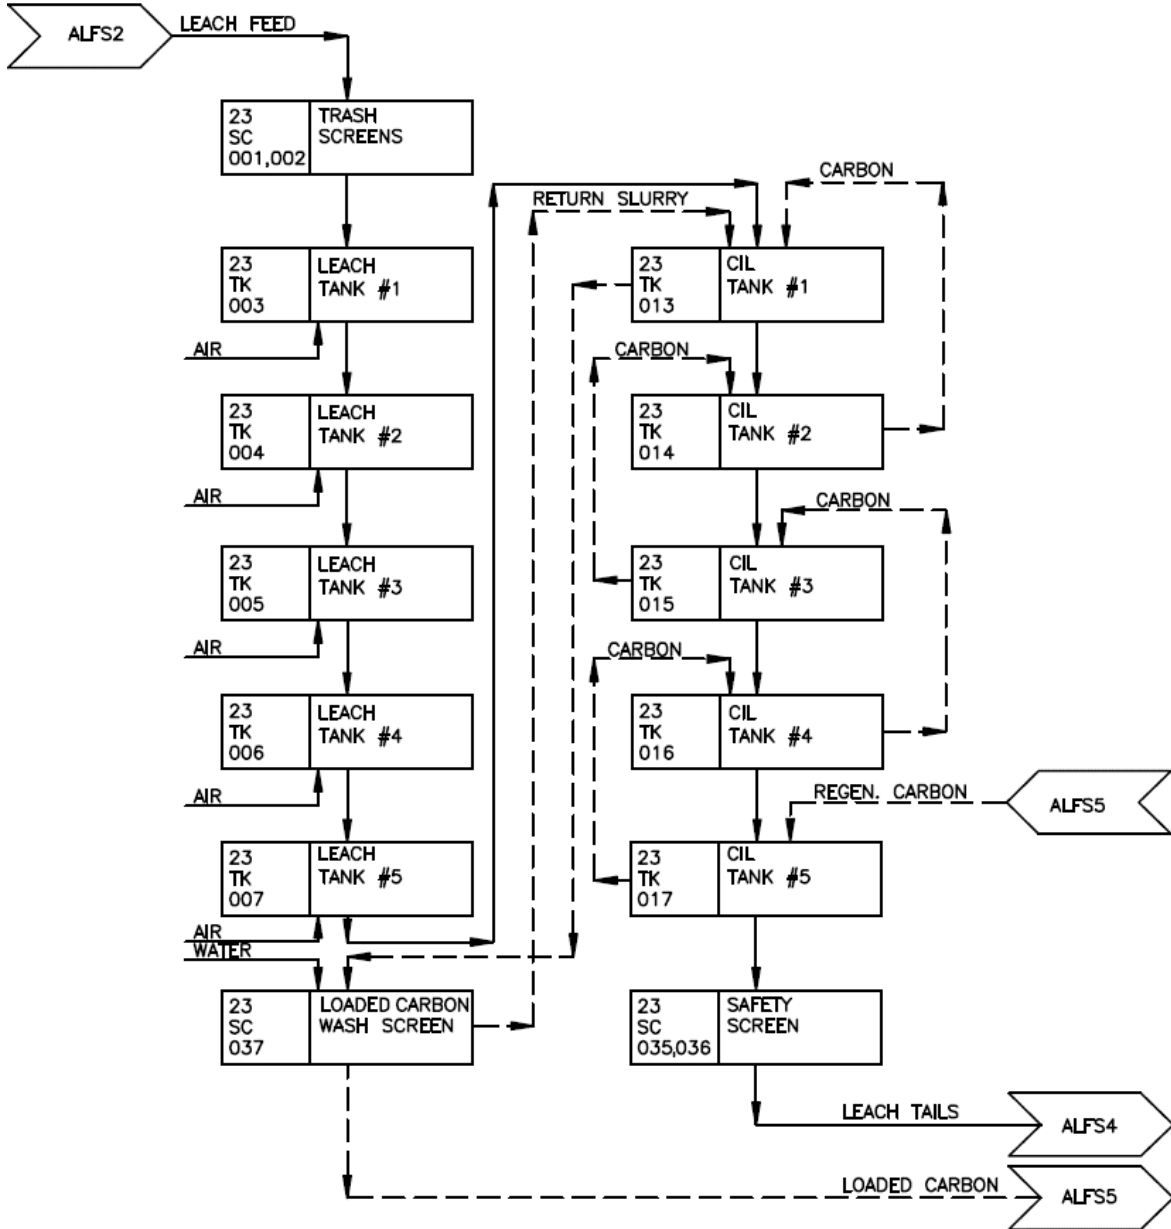 ALFS2
LEACH FEED
23
SC
001,002
TRASH
SCREENS
23
TK
003
LEACH
TANK #1
AIR
23
TK
004
LEACH
TANK #2
AIR
23
TK
005
LEACH
TANK #3
AIR
23
TK
006
LEACH
TANK #4
AIR
23
TK
007
LEACH
TANK #5
AIR
WATER
23
SC
037
LOADED CARBON
WASH SCREEN
RETURN SLURRY
CARBON
23
TK
013
CIL
TANK #1
CARBON
23
TK
014
CIL
TANK #2
CARBON
23
TK
015
CIL
TANK #3
CARBON
23
TK
016
CIL
TANK #4
REGEN. CARBON
ALFS5
23
TK
017
CIL
TANK #5
23
SC
035,036
SAFETY
SCREEN
LEACH TAILS
ALFS4
LOADED CARBON
ALFS5